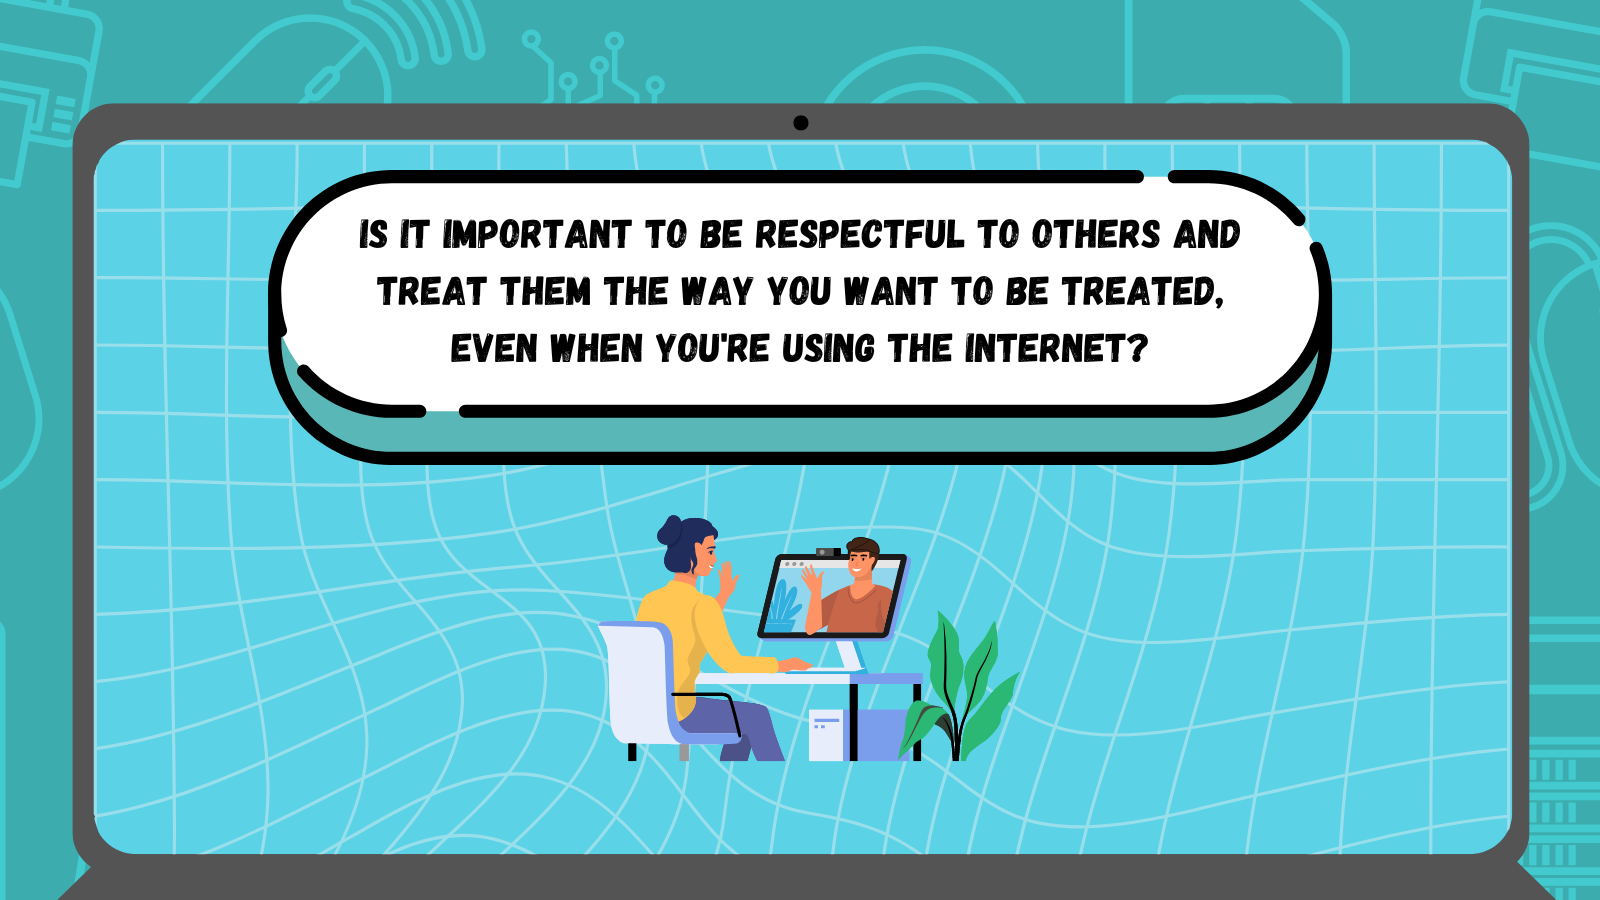 IS IT IMPORTANT TO BE RESPECTFUL TO OTHERS AND
TREAT THEM THE WAY YOU WANT TO BE TREATED,
EVEN WHEN YOU'RE USING THE INTERNET?